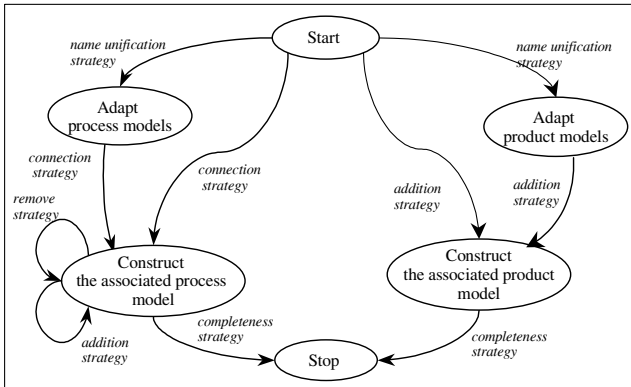 Start
name unification
strategy
name unification
strategy
Adapt
process models
Adapt
product models
connection
strategy
connection
strategy
addition
strategy
addition
strategy
remove
strategy
Construct
the associated process
model
Construct
the associated product
model
addition
strategy
completeness
strategy
completeness
strategy
Stop